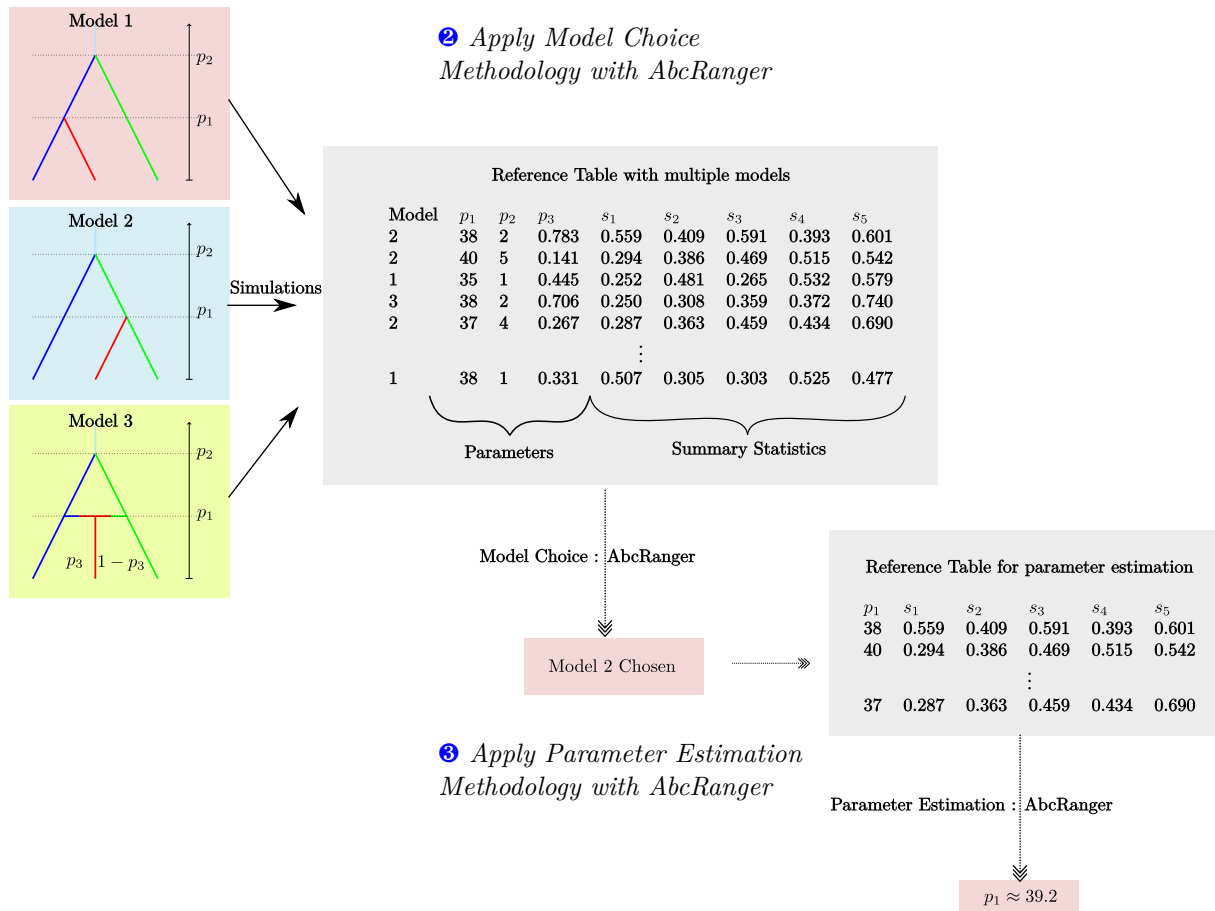 Model 1
p2
p1
Model 2
p2
p1
Model 3
p2
p1
p3 1 − p3
Simulations
❷ Apply Model Choice
Methodology with AbcRanger
Reference Table with multiple models
Model p1 p2 p3 s1 s2 s3 s4 s5
2 38 2 0.783 0.559 0.409 0.591 0.393 0.601
2 40 5 0.141 0.294 0.386 0.469 0.515 0.542
1 35 1 0.445 0.252 0.481 0.265 0.532 0.579
3 38 2 0.706 0.250 0.308 0.359 0.372 0.740
2 37 4 0.267 0.287 0.363 0.459 0.434 0.690
⋮
1 38 1 0.331 0.507 0.305 0.303 0.525 0.477
Parameters Summary Statistics
Model Choice : AbcRanger
Model 2 Chosen
Reference Table for parameter estimation
p1 s1 s2 s3 s4 s5
38 0.559 0.409 0.591 0.393 0.601
40 0.294 0.386 0.469 0.515 0.542
⋮
37 0.287 0.363 0.459 0.434 0.690
❸ Apply Parameter Estimation
Methodology with AbcRanger
Parameter Estimation : AbcRanger
p1 ≈ 39.2